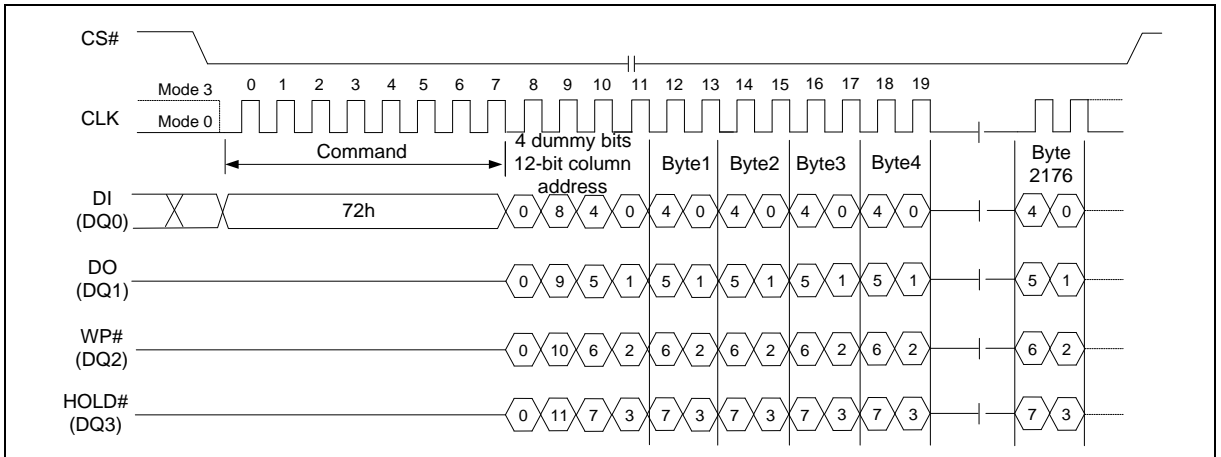 CS#
Mode 3
0 1 2 3 4 5 6 7 8 9 10 11 12 13 14 15 16 17 18 19
CLK
Mode 0
Command
4 dummy bits
12-bit column
address
Byte1
Byte2
Byte3
Byte4
Byte
2176
DI
(DQ0)
72h
0 8 4 0 4 0 4 0 4 0 4 0 4 0
DO
(DQ1)
0 9 5 1 5 1 5 1 5 1 5 1 5 1
WP#
(DQ2)
0 10 6 2 6 2 6 2 6 2 6 2 6 2
HOLD#
(DQ3)
0 11 7 3 7 3 7 3 7 3 7 3 7 3